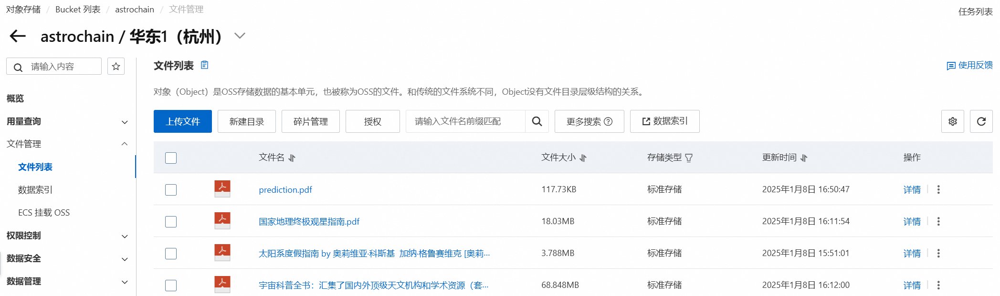 对象存储 / Bucket 列表 / astrochain / 文件管理
任务列表
astrochain / 华东1（杭州）
请输入内容
概览
用量查询
文件管理
文件列表
数据索引
ECS 挂载 OSS
权限控制
数据安全
数据管理
文件列表
使用反馈
对象（Object）是OSS存储数据的基本单元，也被称为OSS的文件。和传统的文件系统不同，Object没有文件目录层级结构的关系。
上传文件 新建目录 碎片管理 授权 请输入文件名前缀匹配 更多搜索 数据索引
文件名 文件大小 存储类型 更新时间 操作
prediction.pdf 117.73KB 标准存储 2025年1月8日 16:50:47 详情
国家地理终极观星指南.pdf 18.03MB 标准存储 2025年1月8日 16:11:54 详情
太阳系度假指南 by 奥莉维亚·科斯基 加纳·格鲁赛维克 [奥莉... 3.788MB 标准存储 2025年1月8日 15:51:01 详情
宇宙科普全书：汇集了国内外顶级天文机构和学术资源（套... 68.848MB 标准存储 2025年1月8日 16:12:00 详情